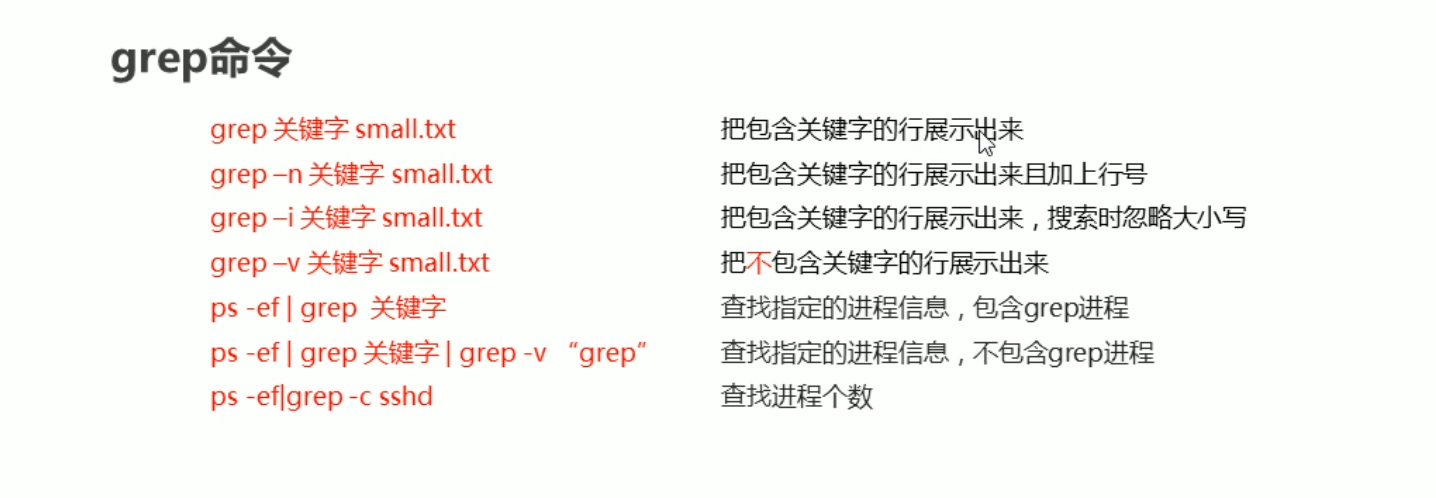 grep命令
grep 关键字 small.txt 把包含关键字的行展示出来
grep –n 关键字 small.txt 把包含关键字的行展示出来且加上行号
grep –i 关键字 small.txt 把包含关键字的行展示出来，搜索时忽略大小写
grep –v 关键字 small.txt 把不包含关键字的行展示出来
ps -ef | grep 关键字 查找指定的进程信息，包含grep进程
ps -ef | grep 关键字 | grep -v “grep” 查找指定的进程信息，不包含grep进程
ps -ef|grep -c sshd 查找进程个数